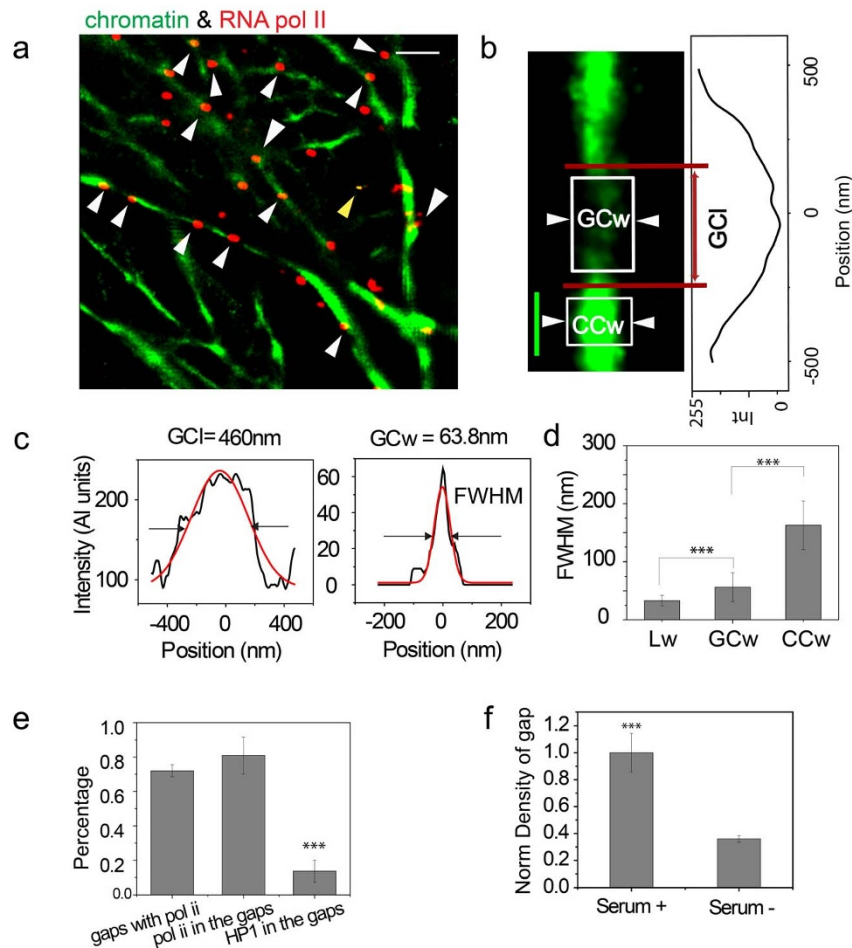 chromatin & RNA pol II
a
b
GCw
CCw
GCl
500
0
-500
Position (nm)
255
Int
0
c
GCl= 460nm
GCw = 63.8nm
Intensity (AI units)
200
100
-400
0
400
Position (nm)
60
40
20
0
FWHM
-200
0
200
Position (nm)
d
FWHM (nm)
300
200
100
0
***
***
Lw
GCw
CCw
e
Percentage
1.0
0.8
0.6
0.4
0.2
0.0
***
gaps with pol ii
pol ii in the gaps
HP1 in the gaps
f
Norm Density of gap
1.2
1.0
0.8
0.6
0.4
0.2
0.0
***
Serum +
Serum -